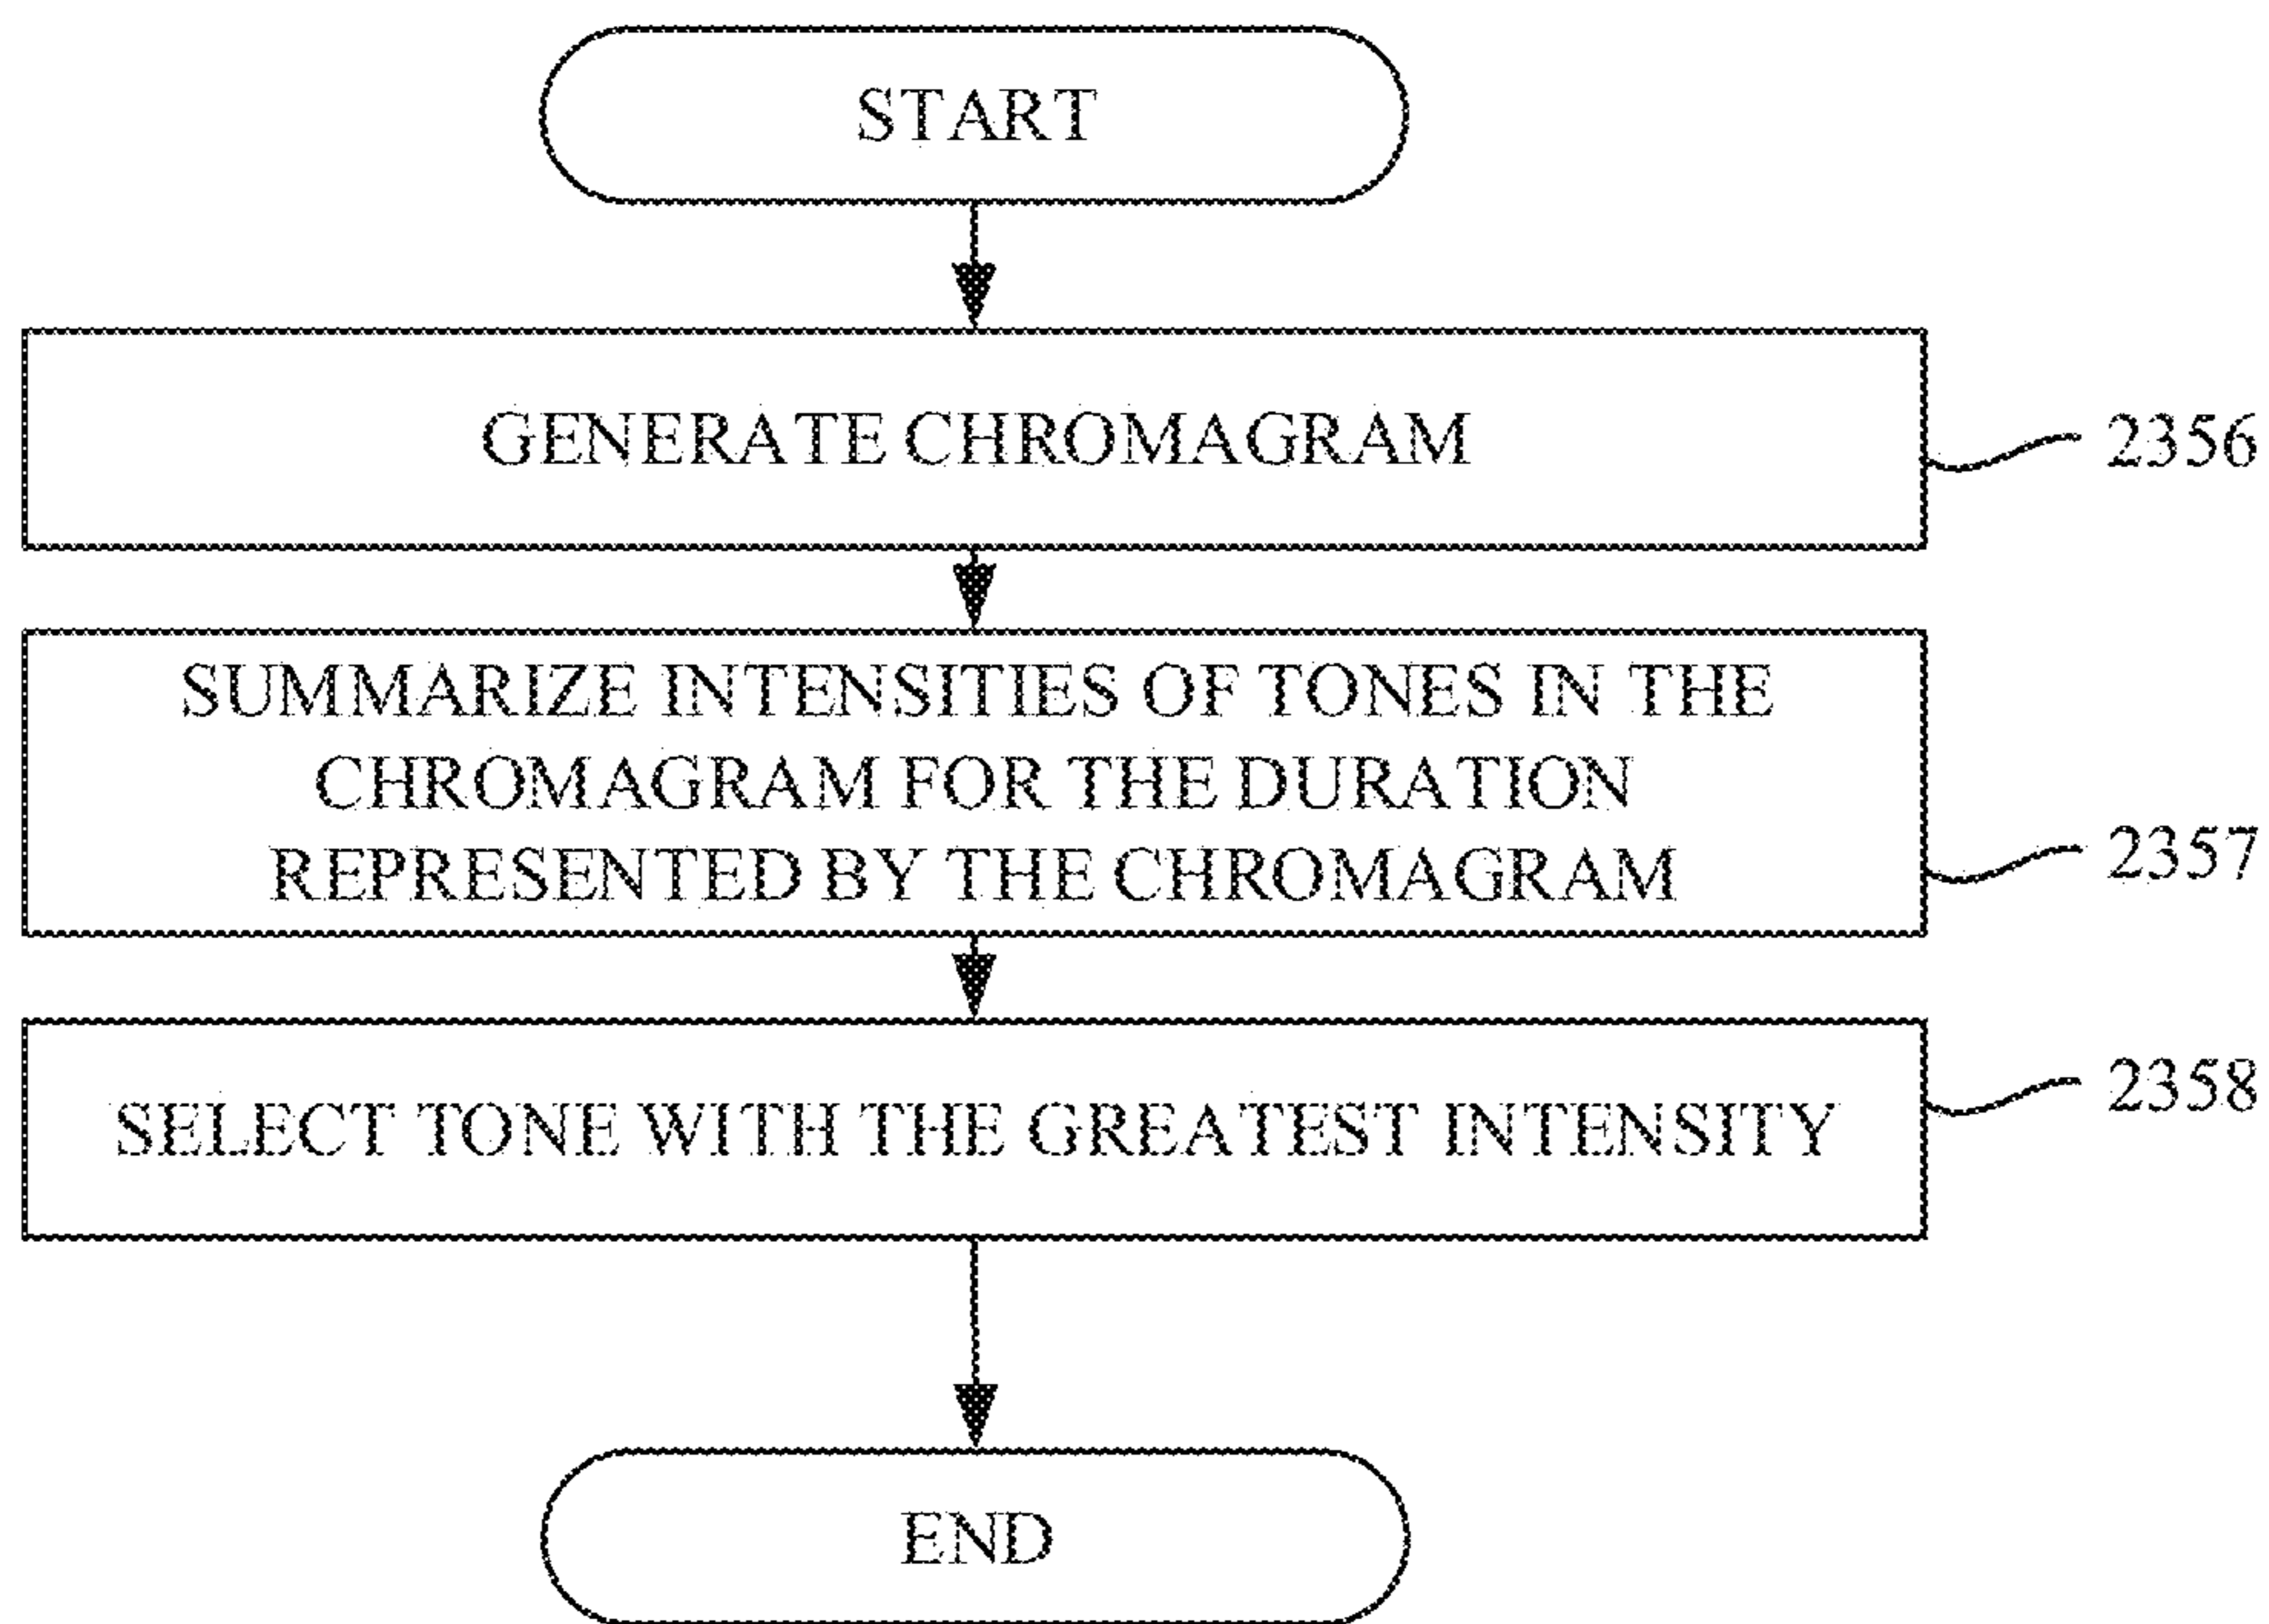 START
GENERATE CHROMAGRAM
2356
SUMMARIZE INTENSITIES OF TONES IN THE
CHROMAGRAM FOR THE DURATION
REPRESENTED BY THE CHROMAGRAM
2357
SELECT TONE WITH THE GREATEST INTENSITY
2358
END